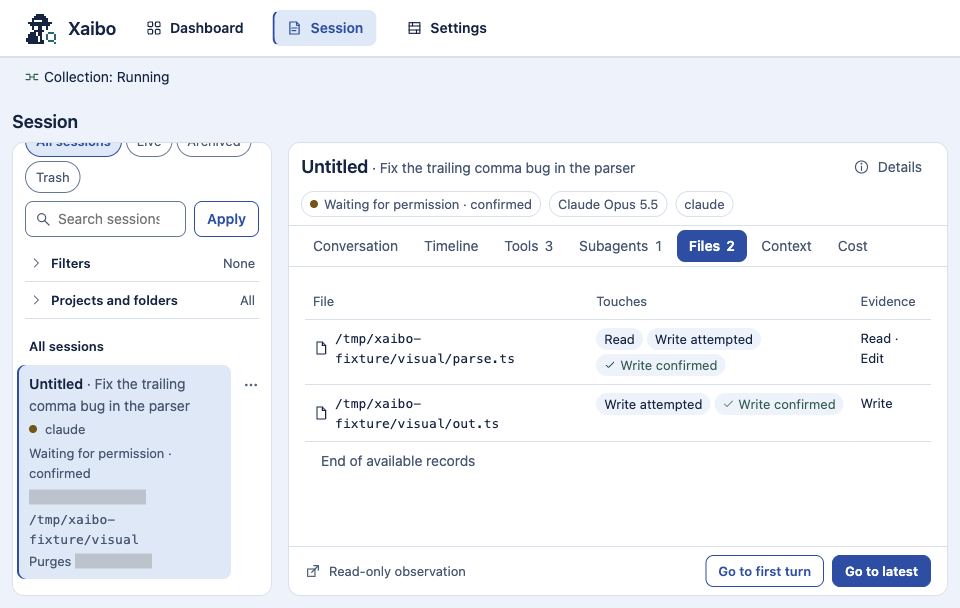 Xaibo
Dashboard
Session
Settings
Collection: Running
Session
All sessions
Live
Archived
Trash
Search sessions
Apply
Filters
None
Projects and folders
All
All sessions
Untitled · Fix the trailing
comma bug in the parser
claude
Waiting for permission ·
confirmed
/tmp/xaibo-
fixture/visual
Purges
Untitled · Fix the trailing comma bug in the parser
Details
Waiting for permission · confirmed
Claude Opus 5.5
claude
Conversation
Timeline
Tools 3
Subagents 1
Files 2
Context
Cost
File
Touches
Evidence
/tmp/xaibo-
fixture/visual/parse.ts
Read
Write attempted
Write confirmed
Read ·
Edit
/tmp/xaibo-
fixture/visual/out.ts
Write attempted
Write confirmed
Write
End of available records
Read-only observation
Go to first turn
Go to latest